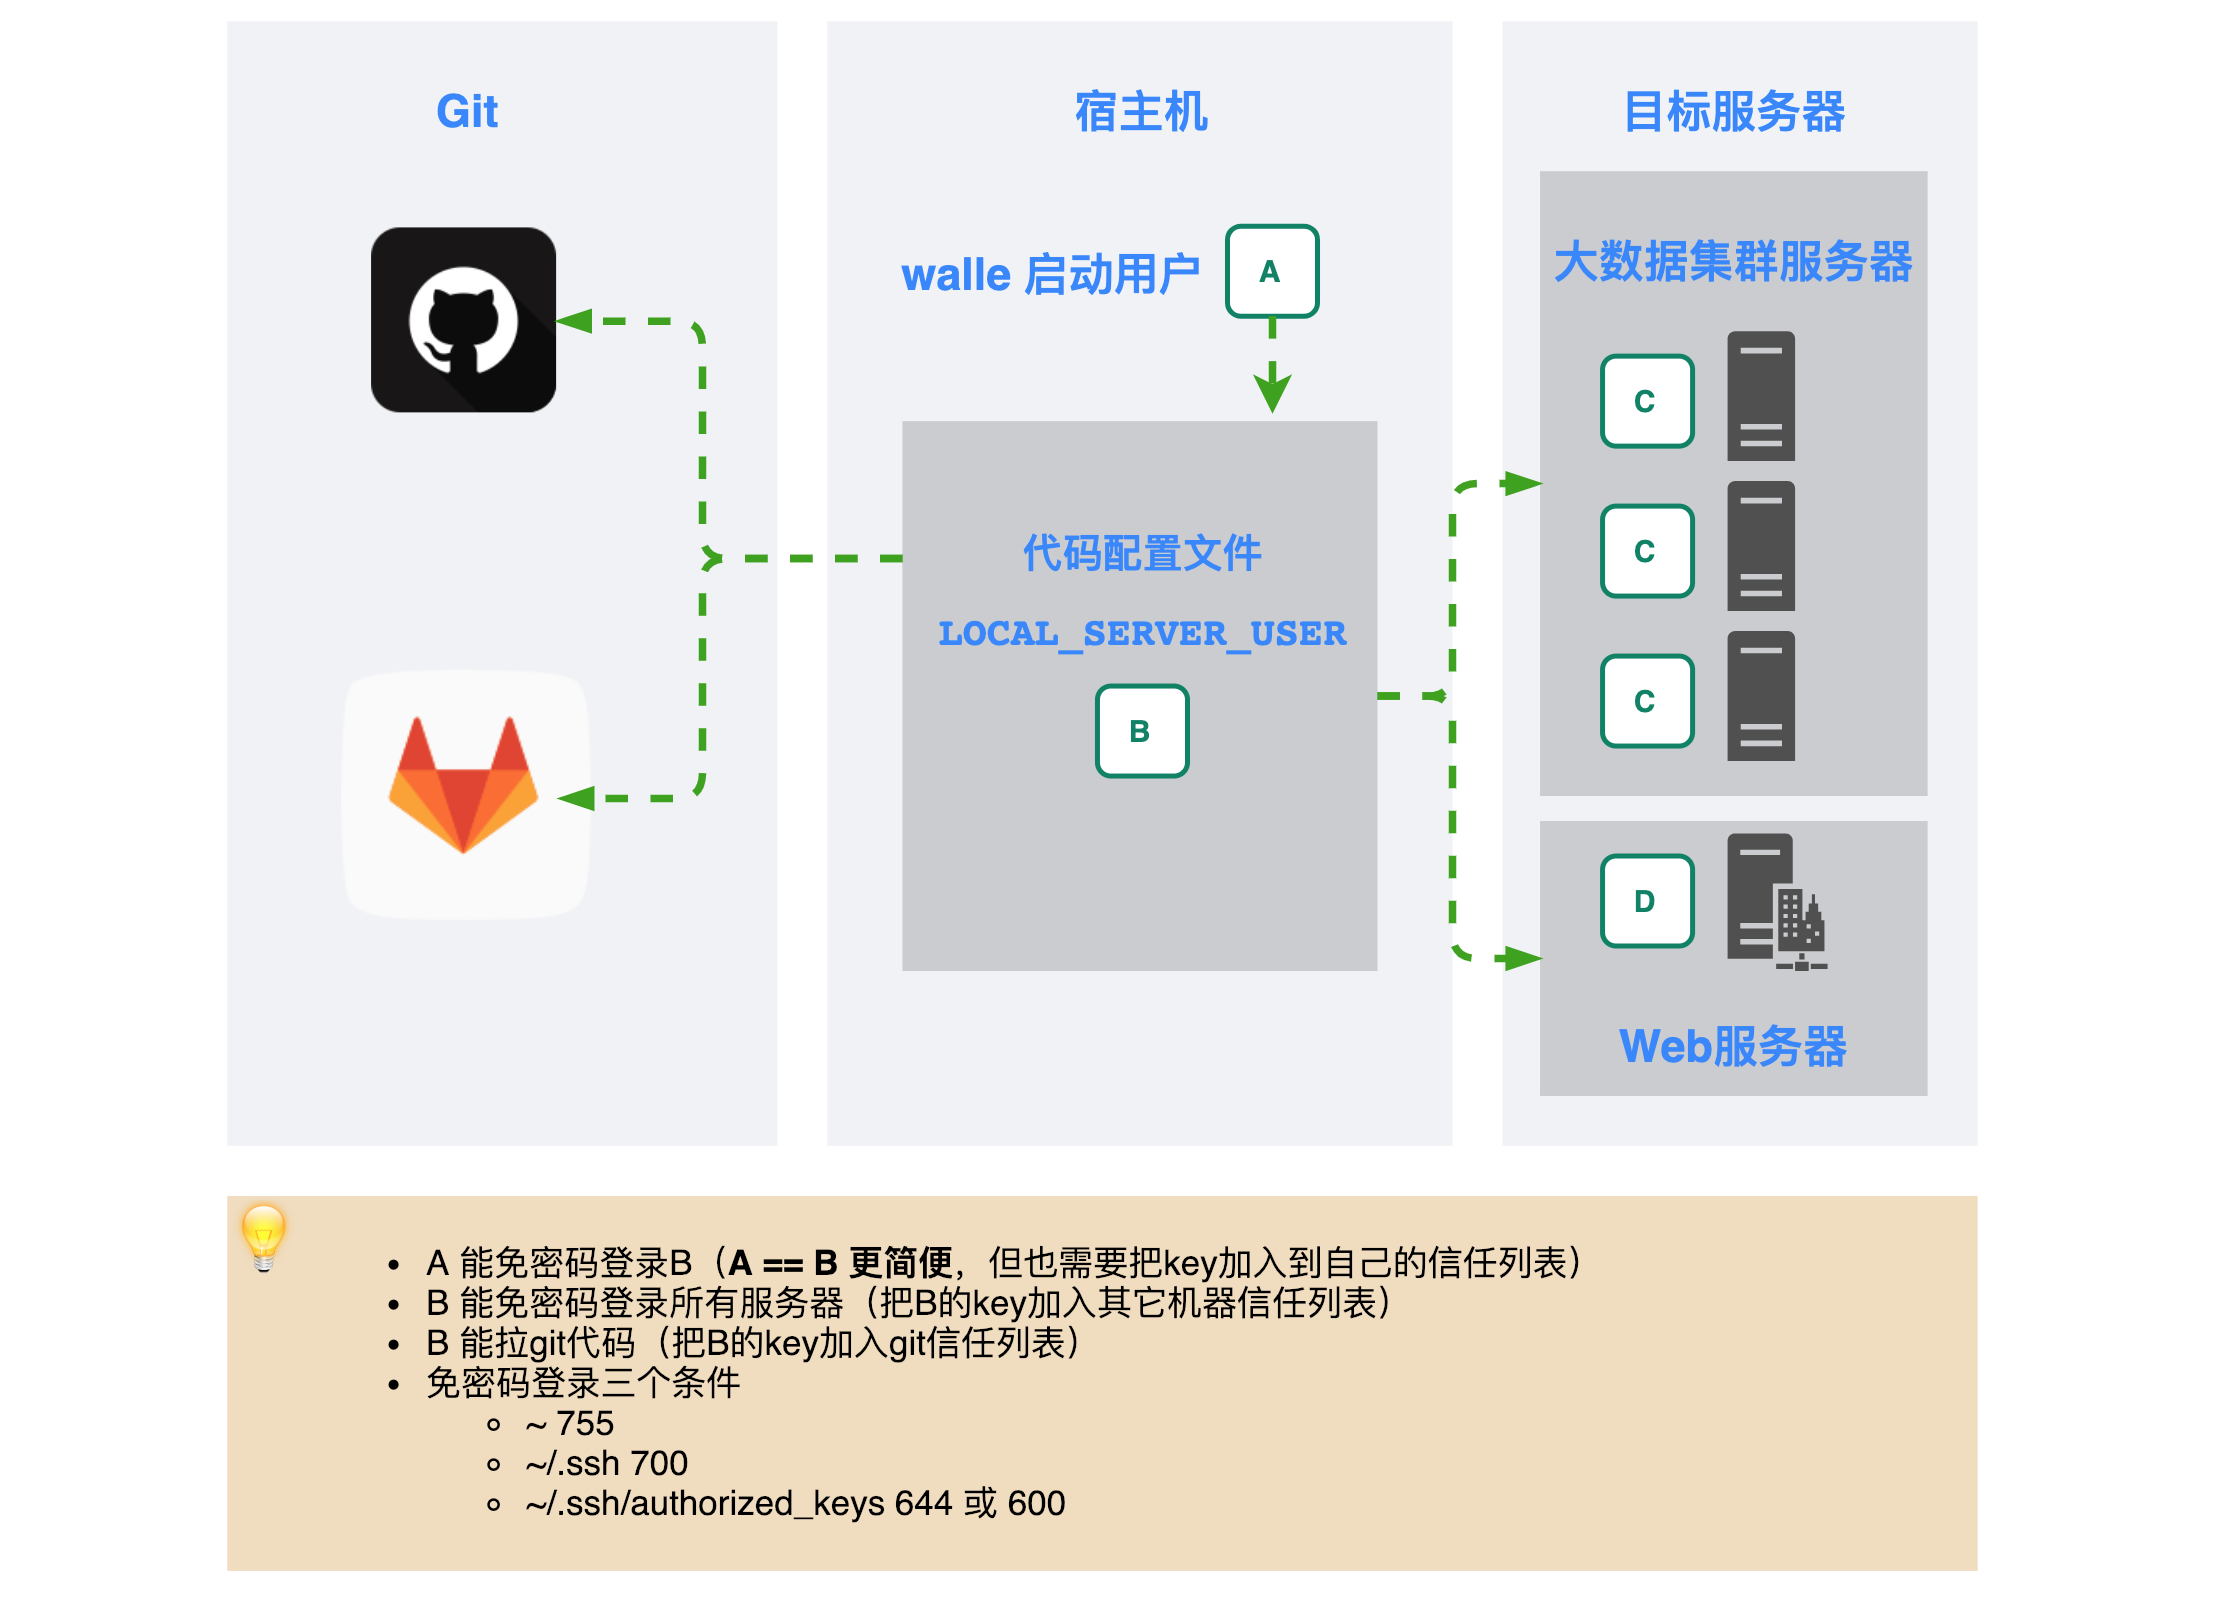 Git
宿主机
目标服务器
walle 启动用户
A
大数据集群服务器
C
C
C
代码配置文件
LOCAL_SERVER_USER
B
D
Web服务器
• A 能免密码登录B（A == B 更简便，但也需要把key加入到自己的信任列表）
• B 能免密码登录所有服务器（把B的key加入其它机器信任列表）
• B 能拉git代码（把B的key加入git信任列表）
• 免密码登录三个条件
◦ ~ 755
◦ ~/.ssh 700
◦ ~/.ssh/authorized_keys 644 或 600